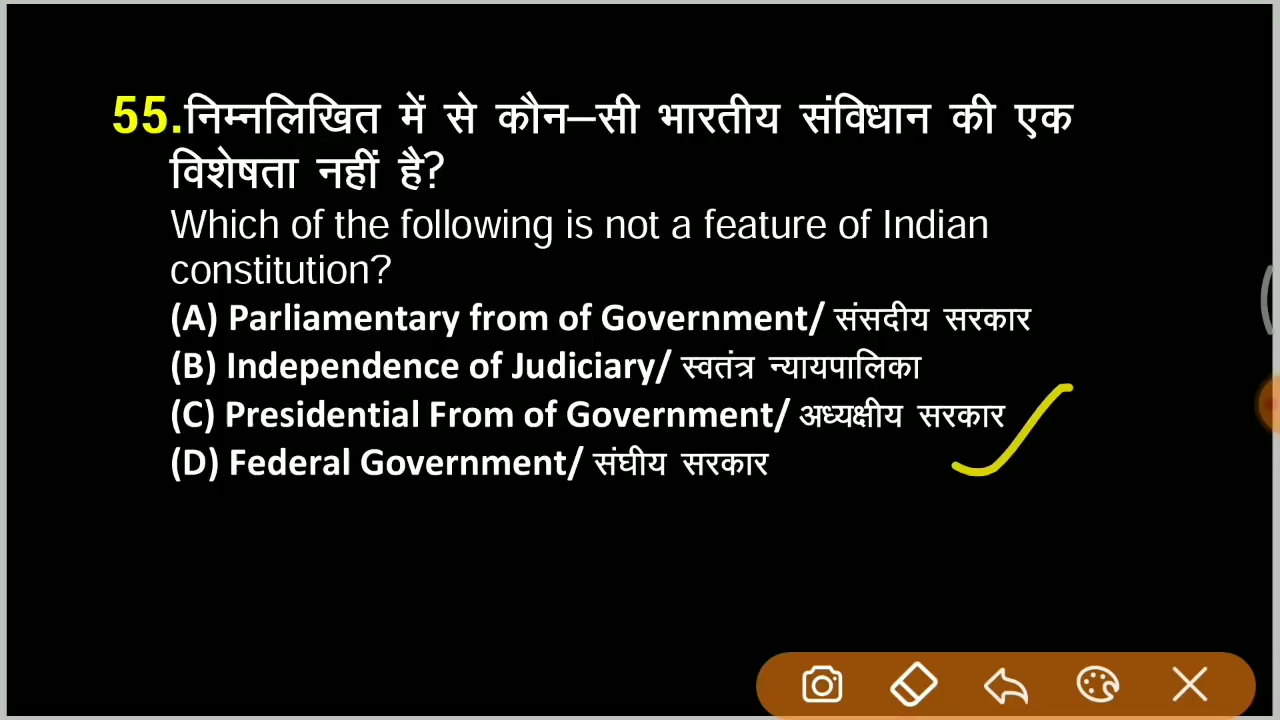 55.निम्नलिखित में से कौन–सी भारतीय संविधान की एक
विशेषता नहीं है?
Which of the following is not a feature of Indian
constitution?
(A) Parliamentary from of Government/ संसदीय सरकार
(B) Independence of Judiciary/ स्वतंत्र न्यायपालिका
(C) Presidential From of Government/ अध्यक्षीय सरकार
(D) Federal Government/ संघीय सरकार